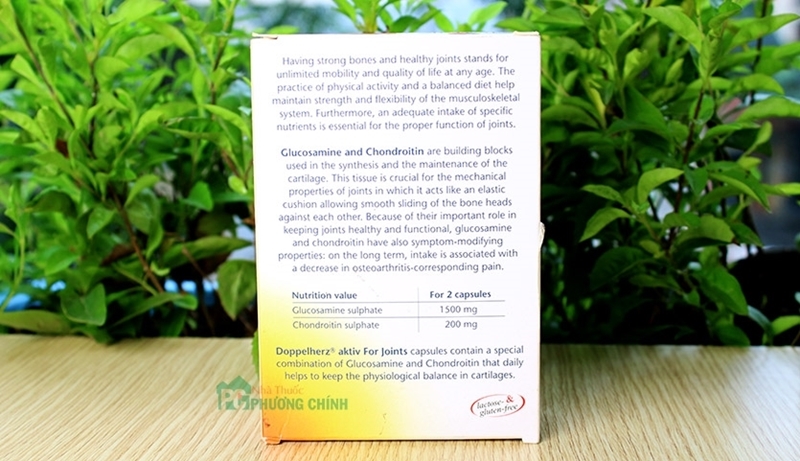 Having strong bones and healthy joints stands for
unlimited mobility and quality of life at any age. The
practice of physical activity and a balanced diet help
maintain strength and flexibility of the musculoskeletal
system. Furthermore, an adequate intake of specific
nutrients is essential for the proper function of joints.
Glucosamine and Chondroitin are building blocks
used in the synthesis and the maintenance of the
cartilage. This tissue is crucial for the mechanical
properties of joints in which it acts like an elastic
cushion allowing smooth sliding of the bone heads
against each other. Because of their important role in
keeping joints healthy and functional, glucosamine
and chondroitin have also symptom-modifying
properties: on the long term, intake is associated with
a decrease in osteoarthritis-corresponding pain.
Nutrition value For 2 capsules
Glucosamine sulphate 1500 mg
Chondroitin sulphate 200 mg
Doppelherz® aktiv For Joints capsules contain a special
combination of Glucosamine and Chondroitin that daily
helps to keep the physiological balance in cartilages.
PC Nhà Thuốc
PHƯƠNG CHÍNH
lactose- &
gluten-free